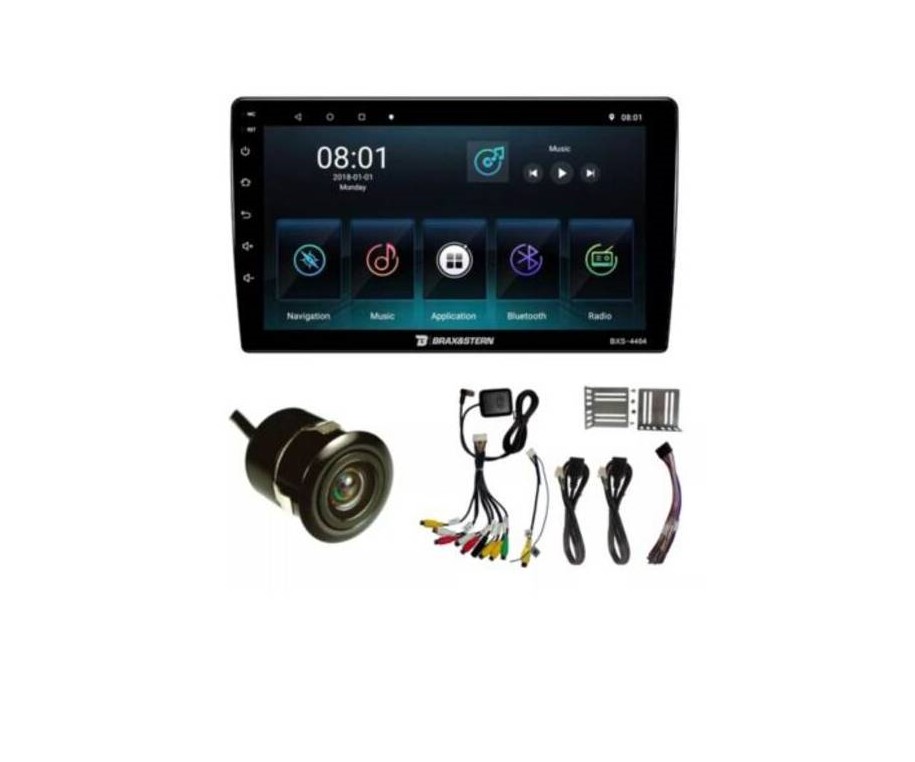 MIC
08:01
RST
08:01
2018-01-01
Monday
Music
Navigation
Music
Application
Bluetooth
Radio
BRAX&STERN
BXS-4464